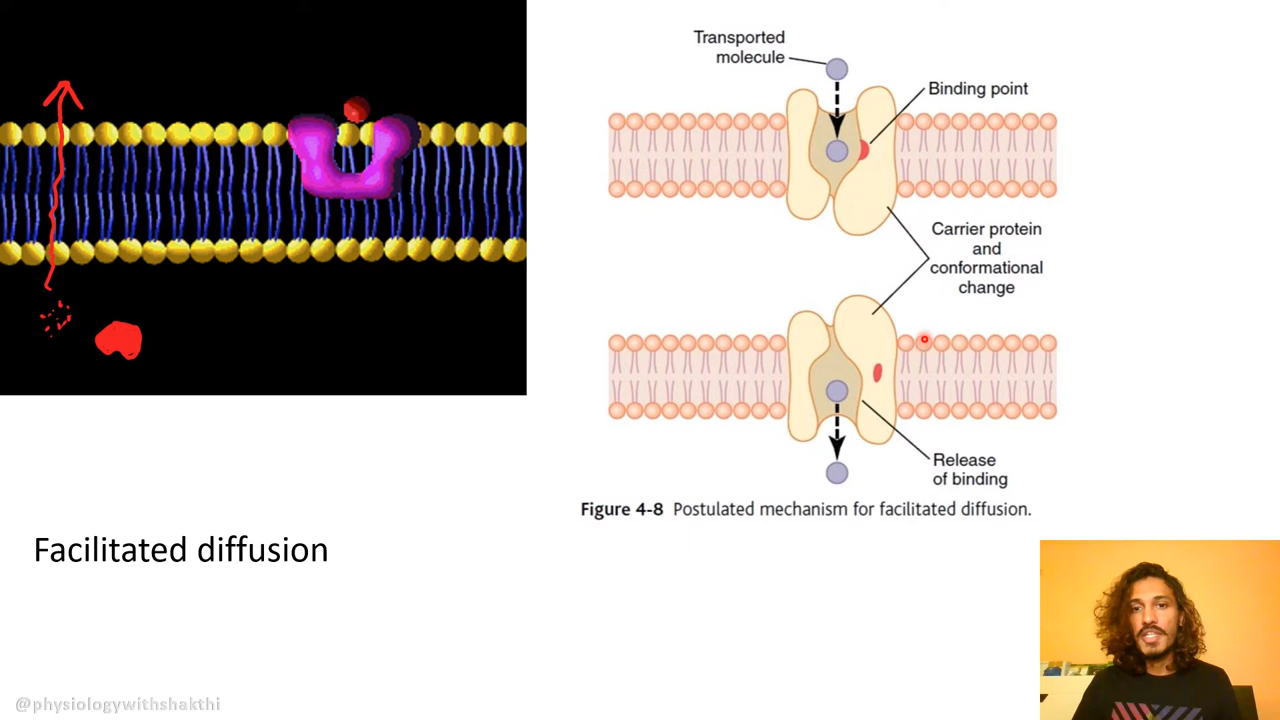 Transported
molecule
Binding point
Carrier protein
and
conformational
change
Release
of binding
Figure 4-8 Postulated mechanism for facilitated diffusion.
Facilitated diffusion
@physiologywithshakthi